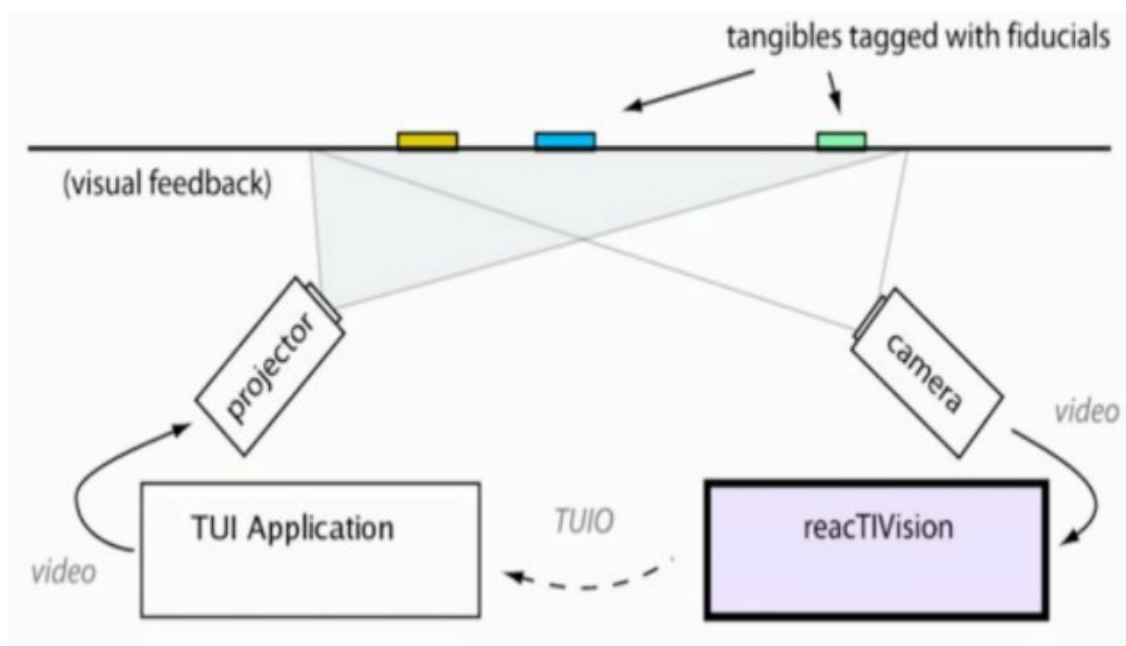 tangibles tagged with fiducials
(visual feedback)
projector
camera
video
TUI Application
TUIO
reacTIVision
video